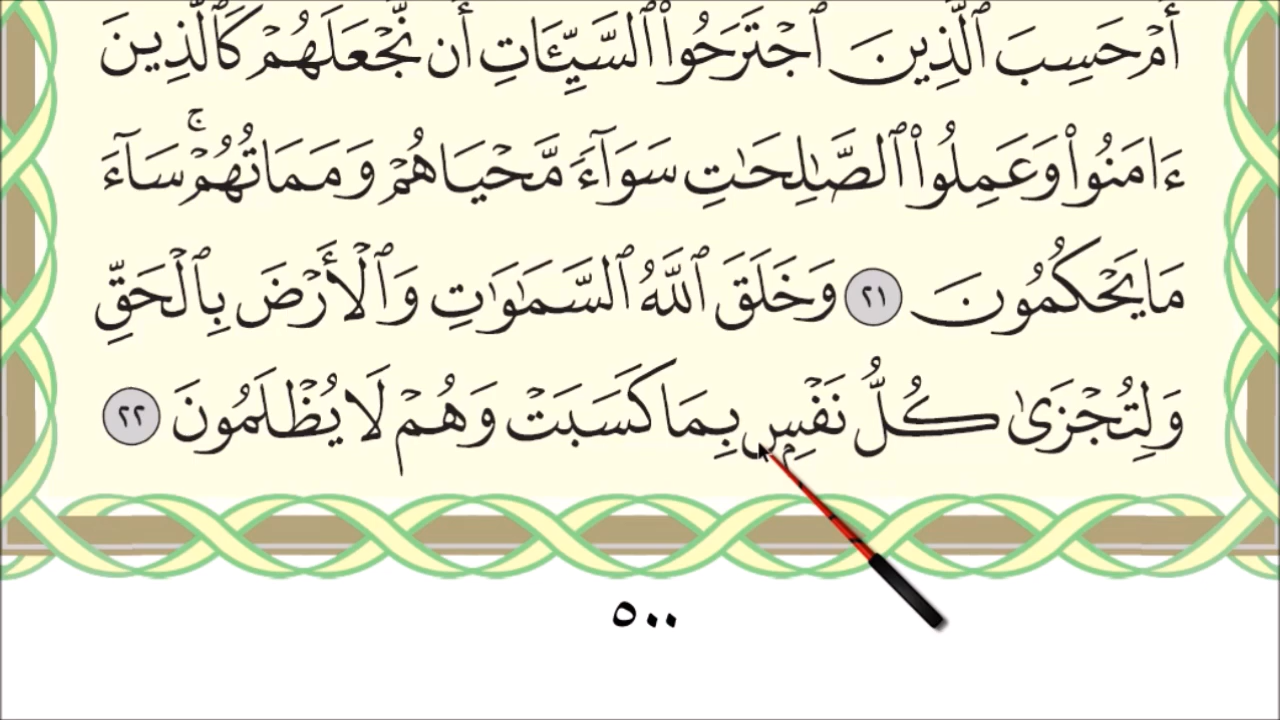 أَمْ حَسِبَ ٱلَّذِينَ ٱجْتَرَحُوا۟ ٱلسَّيِّـَٔاتِ أَن نَّجْعَلَهُمْ كَٱلَّذِينَ
ءَامَنُوا۟ وَعَمِلُوا۟ ٱلصَّـٰلِحَـٰتِ سَوَآءً مَّحْيَاهُمْ وَمَمَاتُهُمْ ۚ سَآءَ
مَا يَحْكُمُونَ ٢١ وَخَلَقَ ٱللَّهُ ٱلسَّمَـٰوَٰتِ وَٱلْأَرْضَ بِٱلْحَقِّ
وَلِتُجْزَىٰ كُلُّ نَفْسٍۭ بِمَا كَسَبَتْ وَهُمْ لَا يُظْلَمُونَ ٢٢
٥٠٠